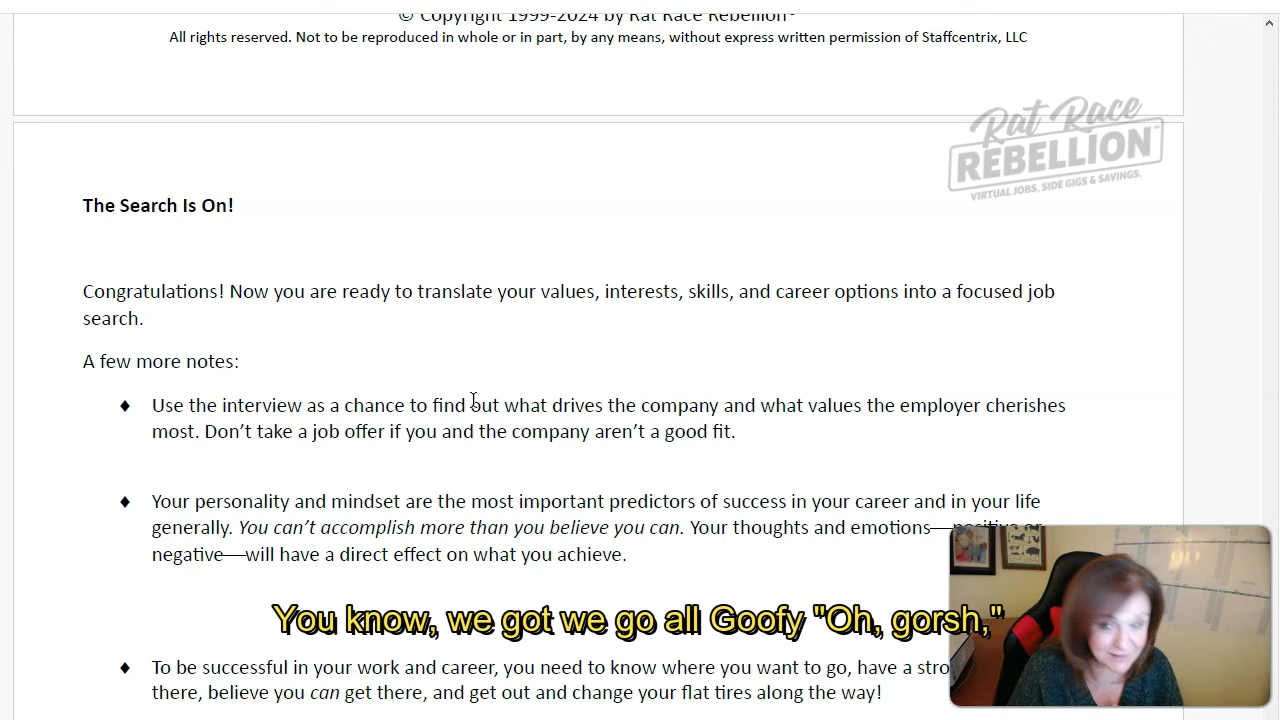 © Copyright 1999-2024 by Rat Race Rebellion®
All rights reserved. Not to be reproduced in whole or in part, by any means, without express written permission of Staffcentrix, LLC
Rat Race
REBELLION™
VIRTUAL JOBS, SIDE GIGS & SAVINGS.
The Search Is On!
Congratulations! Now you are ready to translate your values, interests, skills, and career options into a focused job
search.
A few more notes:
♦ Use the interview as a chance to find out what drives the company and what values the employer cherishes
most. Don’t take a job offer if you and the company aren’t a good fit.
♦ Your personality and mindset are the most important predictors of success in your career and in your life
generally. You can’t accomplish more than you believe you can. Your thoughts and emotions—positive or
negative—will have a direct effect on what you achieve.
You know, we got we go all Goofy "Oh, gorsh,"
♦ To be successful in your work and career, you need to know where you want to go, have a
there, believe you can get there, and get out and change your flat tires along the way!